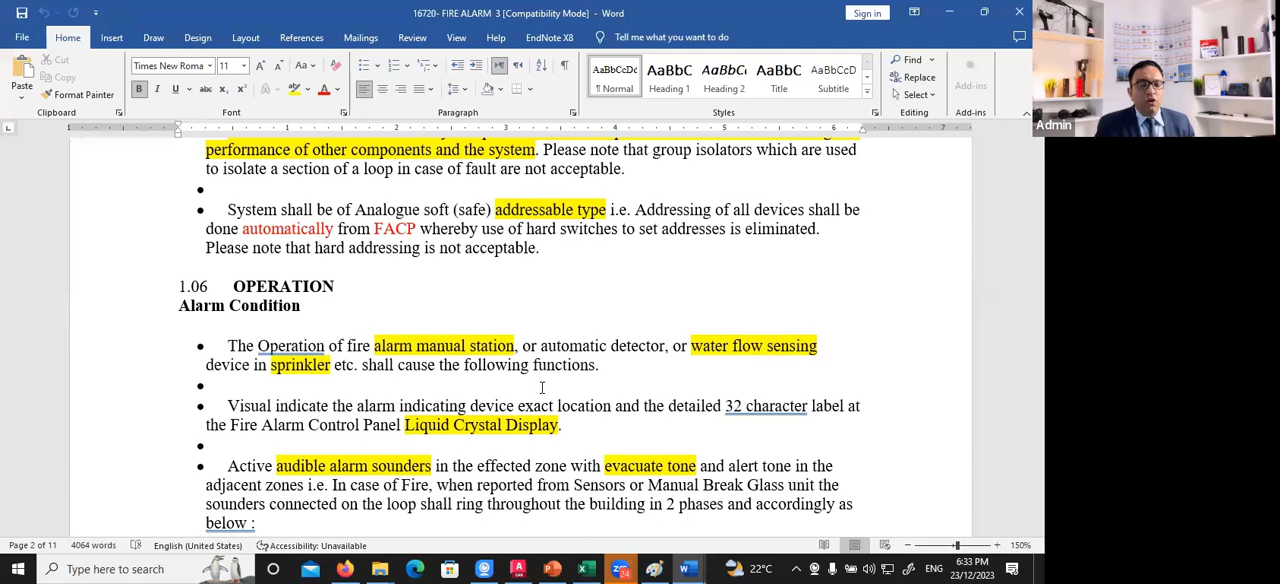 16720- FIRE ALARM 3 [Compatibility Mode] - Word
Sign in
File Home Insert Draw Design Layout References Mailings Review View Help EndNote X8 Tell me what you want to do
Paste
Cut
Copy
Format Painter
Clipboard
New Times Roma 11
Font
Paragraph
AaBbCcDd
¶ Normal
AaBbC
Heading 1
AaBbC
Heading 2
AaBbC
Title
AaBbCcD
Subtitle
Styles
Find
Replace
Select
Editing
Add-ins
Add-ins
Admin
1 1 2 3 4 5 6 7
performance of other components and the system. Please note that group isolators which are used
to isolate a section of a loop in case of fault are not acceptable.
System shall be of Analogue soft (safe) addressable type i.e. Addressing of all devices shall be
done automatically from FACP whereby use of hard switches to set addresses is eliminated.
Please note that hard addressing is not acceptable.
1.06 OPERATION
Alarm Condition
The Operation of fire alarm manual station, or automatic detector, or water flow sensing
device in sprinkler etc. shall cause the following functions.
Visual indicate the alarm indicating device exact location and the detailed 32 character label at
the Fire Alarm Control Panel Liquid Crystal Display.
Active audible alarm sounders in the effected zone with evacuate tone and alert tone in the
adjacent zones i.e. In case of Fire, when reported from Sensors or Manual Break Glass unit the
sounders connected on the loop shall ring throughout the building in 2 phases and accordingly as
below :
Page 2 of 11 4064 words English (United States) Accessibility: Unavailable 150%
Type here to search
22°C
ENG
6:33 PM
23/12/2023